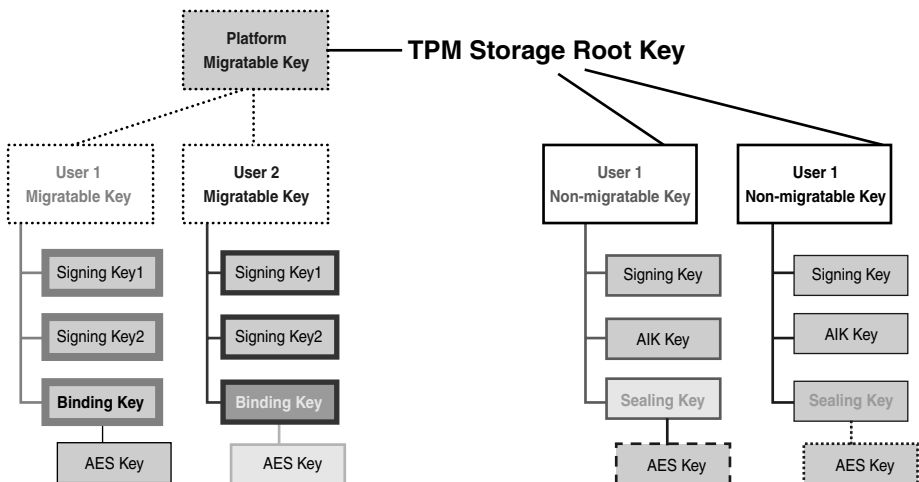 Platform
Migratable Key
TPM Storage Root Key
User 1
Migratable Key
User 2
Migratable Key
User 1
Non-migratable Key
User 1
Non-migratable Key
Signing Key1
Signing Key1
Signing Key
Signing Key
Signing Key2
Signing Key2
AIK Key
AIK Key
Binding Key
Binding Key
Sealing Key
Sealing Key
AES Key
AES Key
AES Key
AES Key